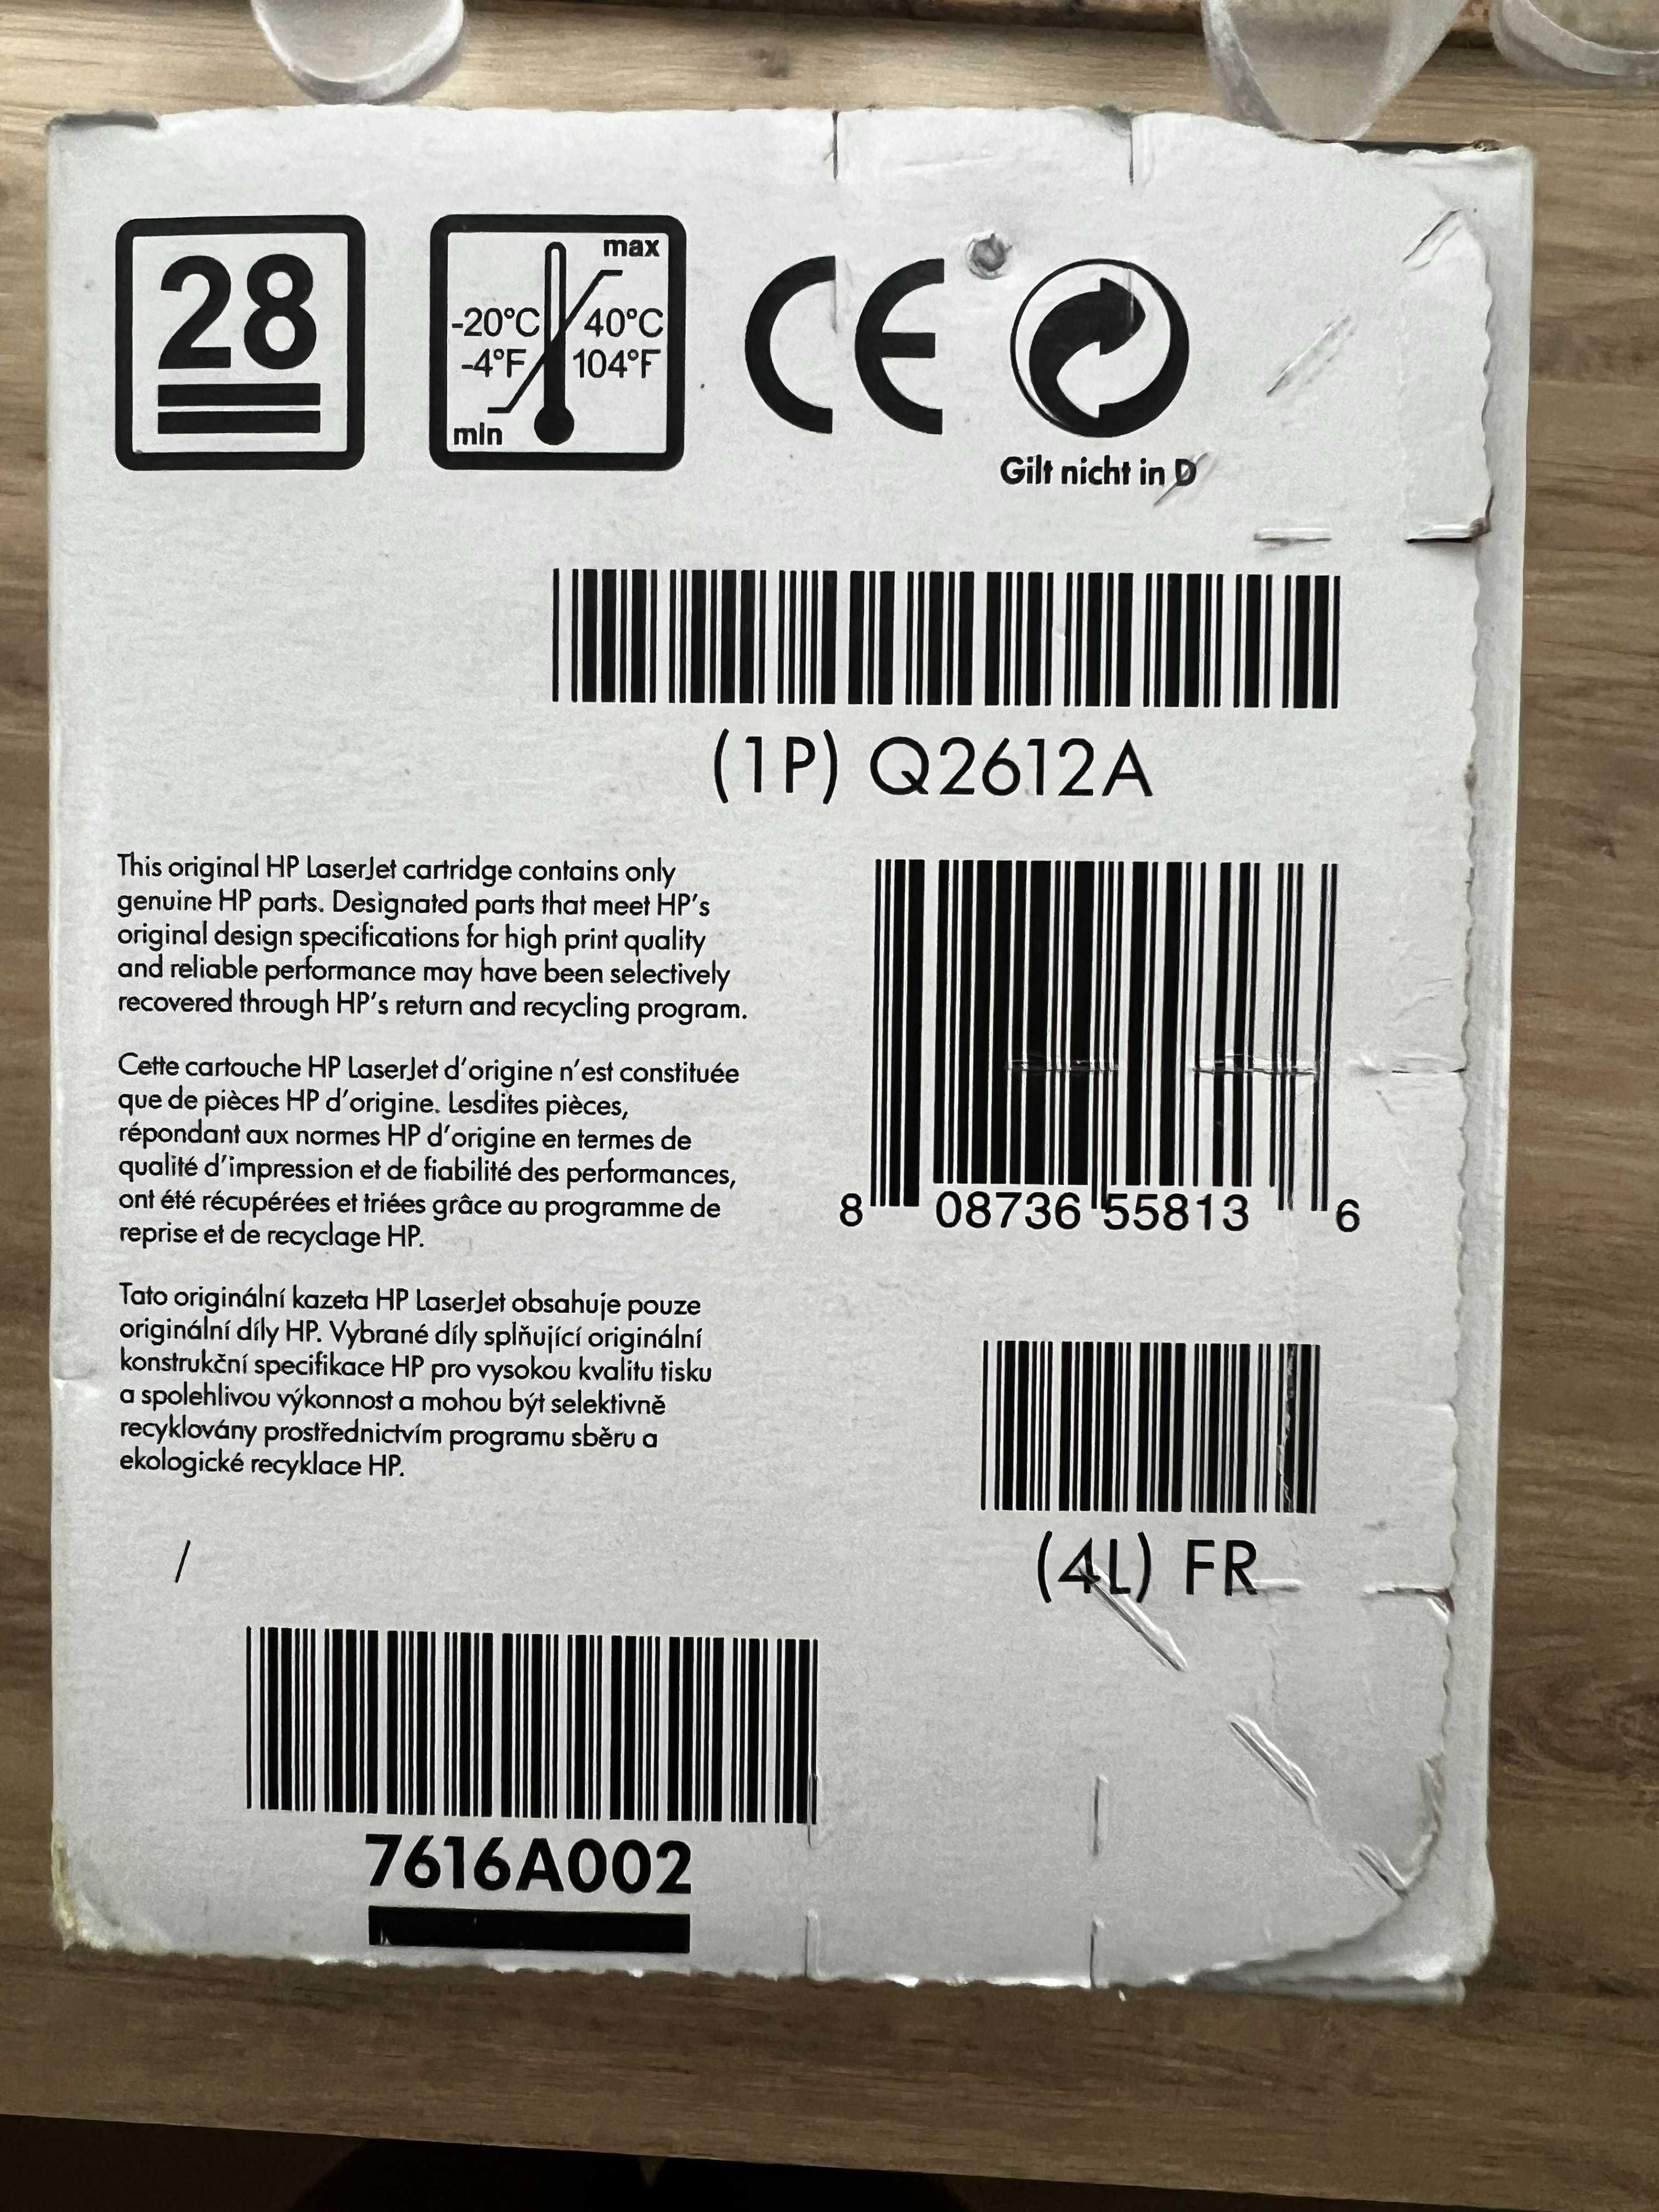 28
max
-20°C 40°C
-4°F 104°F
min
CE
Gilt nicht in D
(1P) Q2612A
This original HP LaserJet cartridge contains only
genuine HP parts. Designated parts that meet HP's
original design specifications for high print quality
and reliable performance may have been selectively
recovered through HP's return and recycling program.
Cette cartouche HP LaserJet d'origine n'est constituée
que de pièces HP d'origine. Lesdites pièces,
répondant aux normes HP d'origine en termes de
qualité d'impression et de fiabilité des performances,
ont été récupérées et triées grâce au programme de
reprise et de recyclage HP.
Tato originální kazeta HP LaserJet obsahuje pouze
originální díly HP. Vybrané díly splňující originální
konstrukční specifikace HP pro vysokou kvalitu tisku
a spolehlivou výkonnost a mohou být selektivně
recyklovány prostřednictvím programu sběru a
ekologické recyklace HP.
8 08736 55813 6
(4L) FR
/
7616A002